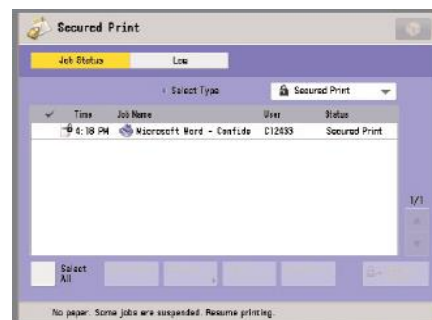 Secured Print
Job Status Log
Select Type Secured Print
Time Job Name User Status
4:18 PM Microsoft Word - Confide C12433 Secured Print
1/1
Select
All
No paper. Some jobs are suspended. Resume printing.